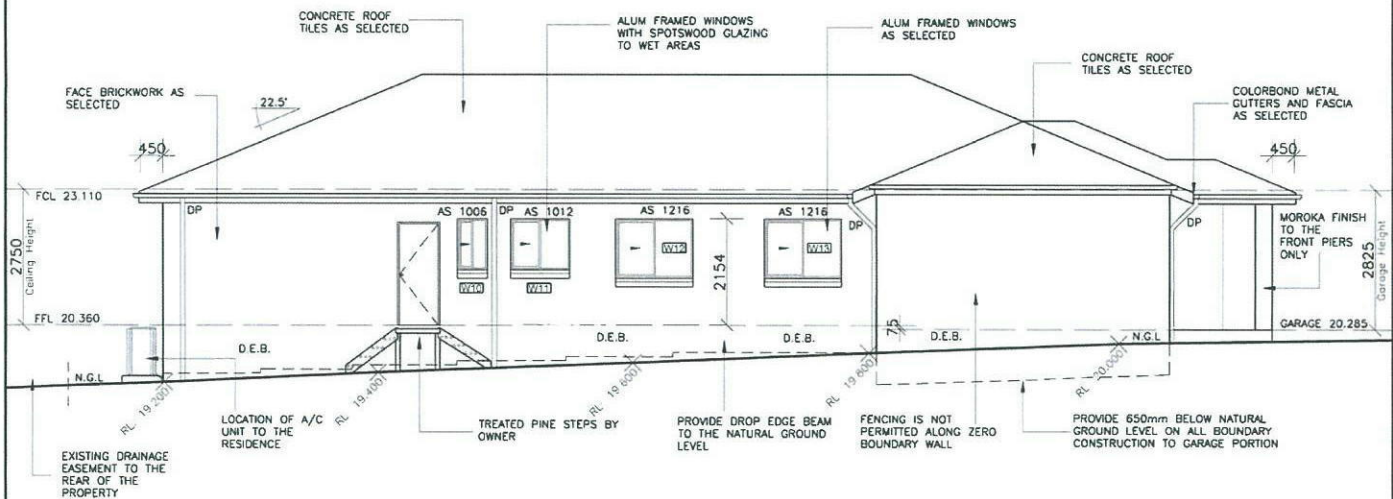 CONCRETE ROOF
TILES AS SELECTED
ALUM FRAMED WINDOWS
WITH SPOTSWOOD GLAZING
TO WET AREAS
ALUM FRAMED WINDOWS
AS SELECTED
CONCRETE ROOF
TILES AS SELECTED
FACE BRICKWORK AS
SELECTED
22.5°
COLORBOND METAL
GUTTERS AND FASCIA
AS SELECTED
450
450
FCL 23.110
DP
AS 1006
DP
AS 1012
AS 1216
AS 1216
DP
DP
MOROKA FINISH
TO THE
FRONT PIERS
ONLY
2750
Ceiling Height
W10
W11
W12
2154
W13
2825
Garage Height
FFL 20.360
75
GARAGE 20.285
D.E.B.
D.E.B.
D.E.B.
D.E.B.
N.G.L
N.G.L
RL 19.200
RL 19.400
RL 19.600
RL 19.800
RL 20.000
LOCATION OF A/C
UNIT TO THE
RESIDENCE
TREATED PINE STEPS BY
OWNER
PROVIDE DROP EDGE BEAM
TO THE NATURAL GROUND
LEVEL
FENCING IS NOT
PERMITTED ALONG ZERO
BOUNDARY WALL
PROVIDE 650mm BELOW NATURAL
GROUND LEVEL ON ALL BOUNDARY
CONSTRUCTION TO GARAGE PORTION
EXISTING DRAINAGE
EASEMENT TO THE
REAR OF THE
PROPERTY